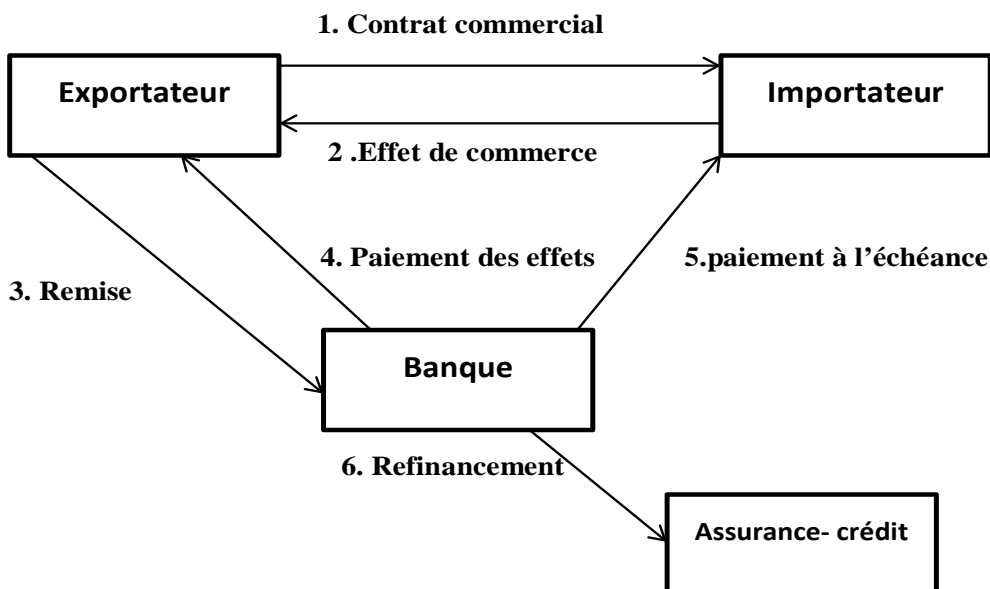 1. Contrat commercial
Exportateur
Importateur
2 .Effet de commerce
4. Paiement des effets
5.paiement à l’échéance
3. Remise
Banque
6. Refinancement
Assurance- crédit